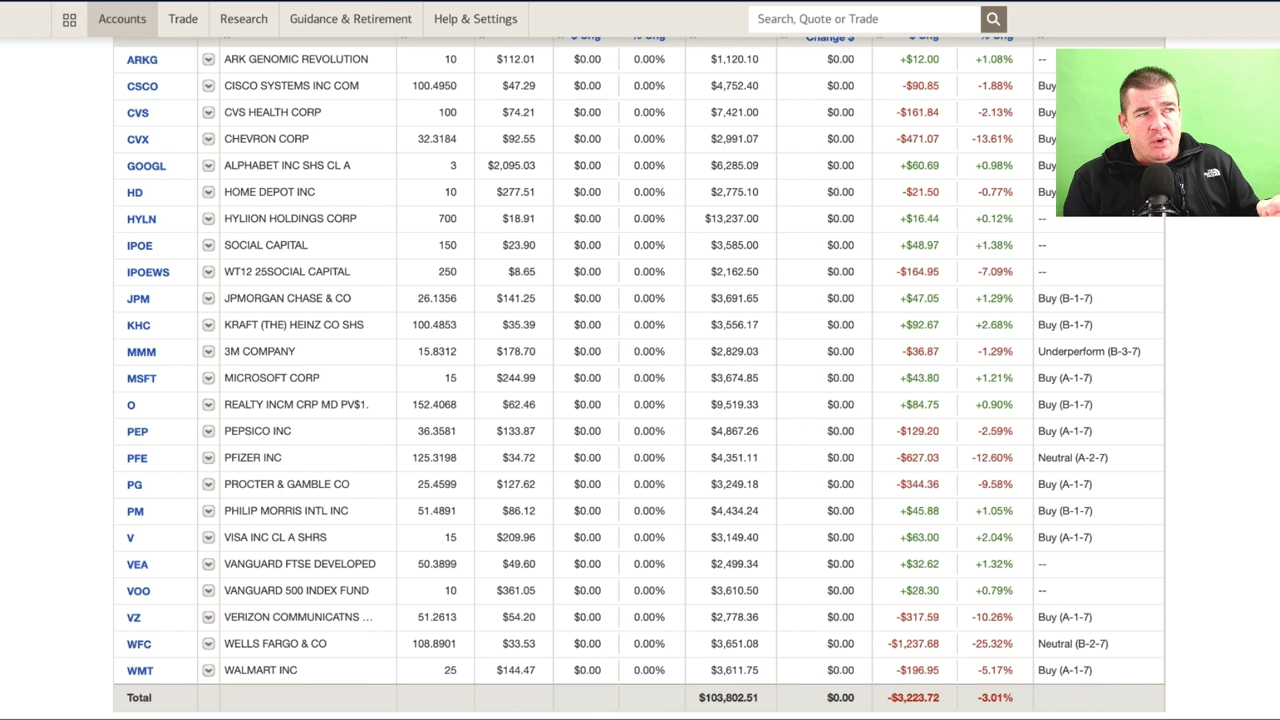 Accounts Trade Research Guidance & Retirement Help & Settings Search, Quote or Trade
$ Chg % Chg Change $ $ Chg % Chg
ARKG ARK GENOMIC REVOLUTION 10 $112.01 $0.00 0.00% $1,120.10 $0.00 +$12.00 +1.08% --
CSCO CISCO SYSTEMS INC COM 100.4950 $47.29 $0.00 0.00% $4,752.40 $0.00 -$90.85 -1.88% Buy
CVS CVS HEALTH CORP 100 $74.21 $0.00 0.00% $7,421.00 $0.00 -$161.84 -2.13% Buy
CVX CHEVRON CORP 32.3184 $92.55 $0.00 0.00% $2,991.07 $0.00 -$471.07 -13.61% Buy
GOOGL ALPHABET INC SHS CL A 3 $2,095.03 $0.00 0.00% $6,285.09 $0.00 +$60.69 +0.98% Buy
HD HOME DEPOT INC 10 $277.51 $0.00 0.00% $2,775.10 $0.00 -$21.50 -0.77% Buy
HYLN HYLIION HOLDINGS CORP 700 $18.91 $0.00 0.00% $13,237.00 $0.00 +$16.44 +0.12% --
IPOE SOCIAL CAPITAL 150 $23.90 $0.00 0.00% $3,585.00 $0.00 +$48.97 +1.38% --
IPOEWS WT12 25SOCIAL CAPITAL 250 $8.65 $0.00 0.00% $2,162.50 $0.00 -$164.95 -7.09% --
JPM JPMORGAN CHASE & CO 26.1356 $141.25 $0.00 0.00% $3,691.65 $0.00 +$47.05 +1.29% Buy (B-1-7)
KHC KRAFT (THE) HEINZ CO SHS 100.4853 $35.39 $0.00 0.00% $3,556.17 $0.00 +$92.67 +2.68% Buy (B-1-7)
MMM 3M COMPANY 15.8312 $178.70 $0.00 0.00% $2,829.03 $0.00 -$36.87 -1.29% Underperform (B-3-7)
MSFT MICROSOFT CORP 15 $244.99 $0.00 0.00% $3,674.85 $0.00 +$43.80 +1.21% Buy (A-1-7)
O REALTY INCM CRP MD PV$1. 152.4068 $62.46 $0.00 0.00% $9,519.33 $0.00 +$84.75 +0.90% Buy (B-1-7)
PEP PEPSICO INC 36.3581 $133.87 $0.00 0.00% $4,867.26 $0.00 -$129.20 -2.59% Buy (A-1-7)
PFE PFIZER INC 125.3198 $34.72 $0.00 0.00% $4,351.11 $0.00 -$627.03 -12.60% Neutral (A-2-7)
PG PROCTER & GAMBLE CO 25.4599 $127.62 $0.00 0.00% $3,249.18 $0.00 -$344.36 -9.58% Buy (A-1-7)
PM PHILIP MORRIS INTL INC 51.4891 $86.12 $0.00 0.00% $4,434.24 $0.00 +$45.88 +1.05% Buy (B-1-7)
V VISA INC CL A SHRS 15 $209.96 $0.00 0.00% $3,149.40 $0.00 +$63.00 +2.04% Buy (A-1-7)
VEA VANGUARD FTSE DEVELOPED 50.3899 $49.60 $0.00 0.00% $2,499.34 $0.00 +$32.62 +1.32% --
VOO VANGUARD 500 INDEX FUND 10 $361.05 $0.00 0.00% $3,610.50 $0.00 +$28.30 +0.79% --
VZ VERIZON COMMUNICATNS ... 51.2613 $54.20 $0.00 0.00% $2,778.36 $0.00 -$317.59 -10.26% Buy (A-1-7)
WFC WELLS FARGO & CO 108.8901 $33.53 $0.00 0.00% $3,651.08 $0.00 -$1,237.68 -25.32% Neutral (B-2-7)
WMT WALMART INC 25 $144.47 $0.00 0.00% $3,611.75 $0.00 -$196.95 -5.17% Buy (A-1-7)
Total $103,802.51 $0.00 -$3,223.72 -3.01%